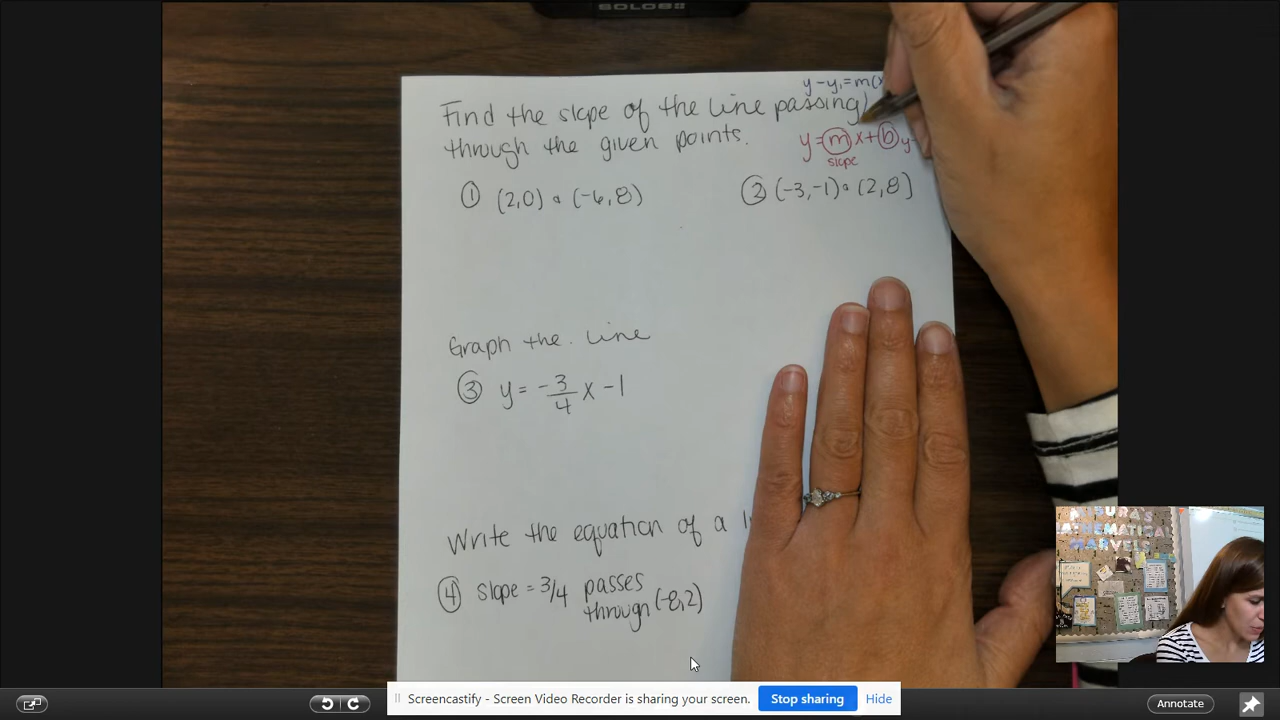 SOLO8
y-y₁=m(x
Find the slope of the line passing
through the given points.
y=mx+b y-
slope
① (2,0) & (-6,8)
② (-3,-1) & (2,8)
Graph the line
③ y = -3/4 x -1
Write the equation of a
④ slope = 3/4 passes
through (-8,2)
Screencastify - Screen Video Recorder is sharing your screen.
Stop sharing
Hide
Annotate